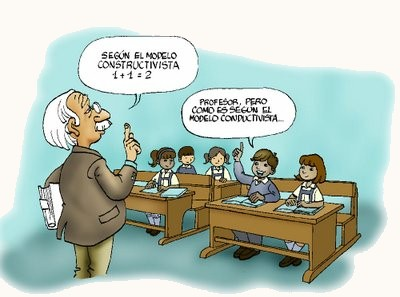 SEGÚN EL MODELO
CONSTRUCTIVISTA
1 + 1 = 2
PROFESOR, PERO
COMO ES SEGÚN EL
MODELO CONDUCTIVISTA...